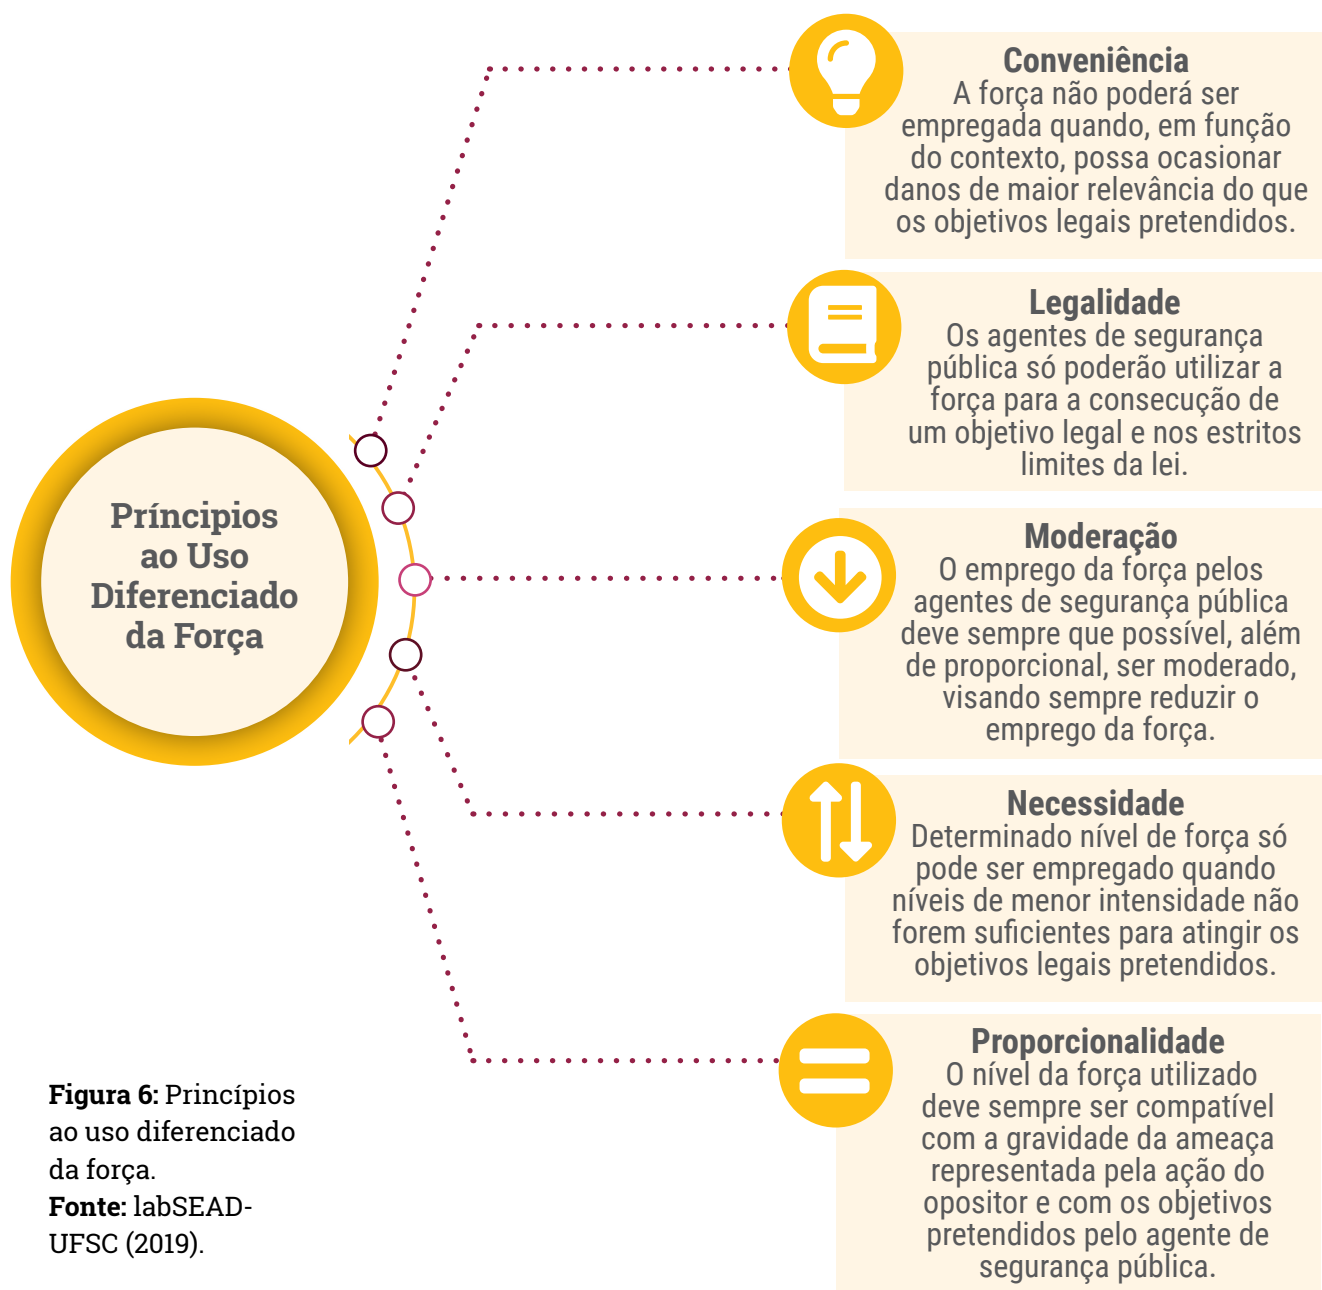 Conveniência
A força não poderá ser
empregada quando, em função
do contexto, possa ocasionar
danos de maior relevância do que
os objetivos legais pretendidos.
Legalidade
Os agentes de segurança
pública só poderão utilizar a
força para a consecução de
um objetivo legal e nos estritos
limites da lei.
Príncipios
ao Uso
Diferenciado
da Força
Moderação
O emprego da força pelos
agentes de segurança pública
deve sempre que possível, além
de proporcional, ser moderado,
visando sempre reduzir o
emprego da força.
Necessidade
Determinado nível de força só
pode ser empregado quando
níveis de menor intensidade não
forem suficientes para atingir os
objetivos legais pretendidos.
Proporcionalidade
O nível da força utilizado
deve sempre ser compatível
com a gravidade da ameaça
representada pela ação do
opositor e com os objetivos
pretendidos pelo agente de
segurança pública.
Figura 6: Princípios
ao uso diferenciado
da força.
Fonte: labSEAD-
UFSC (2019).